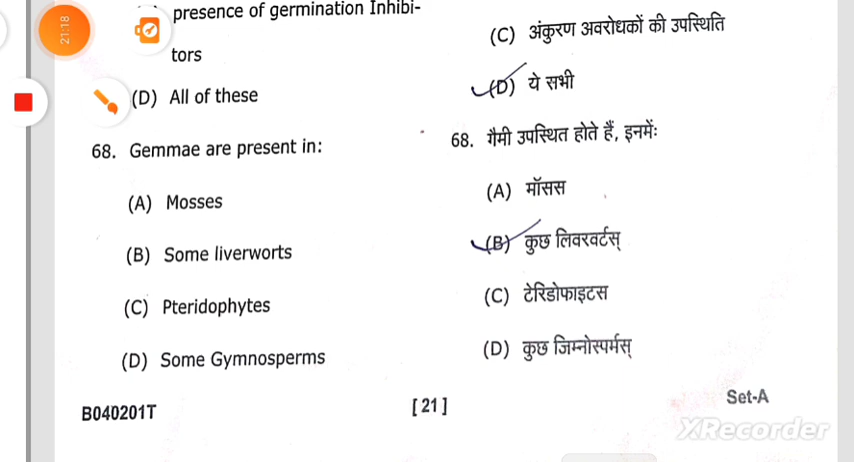 21:18
presence of germination Inhibi-
tors
(D) All of these
68. Gemmae are present in:
(A) Mosses
(B) Some liverworts
(C) Pteridophytes
(D) Some Gymnosperms
B040201T
(C) अंकुरण अवरोधकों की उपस्थिति
(D) ये सभी
68. गैमी उपस्थित होते हैं, इनमें:
(A) मॉसस
(B) कुछ लिवरवर्टस्
(C) टेरिडोफाइटस
(D) कुछ जिम्नोस्पर्मस्
[ 21 ]
Set-A
XRecorder